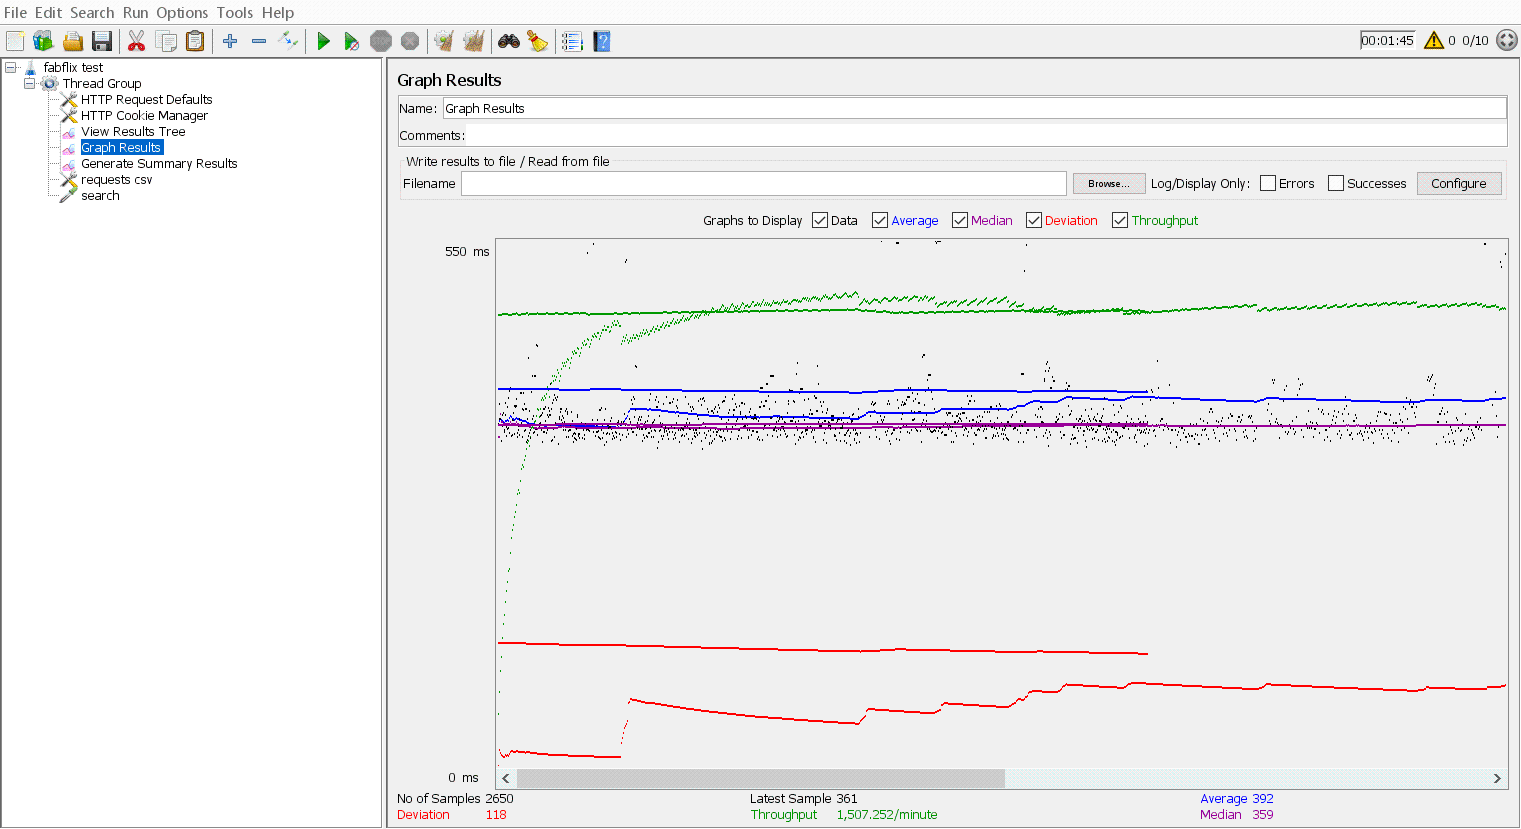 File Edit Search Run Options Tools Help
00:01:45 0 0/10
fabflix test
Thread Group
HTTP Request Defaults
HTTP Cookie Manager
View Results Tree
Graph Results
Generate Summary Results
requests csv
search
Graph Results
Name: Graph Results
Comments:
Write results to file / Read from file
Filename Browse... Log/Display Only: Errors Successes Configure
Graphs to Display Data Average Median Deviation Throughput
550 ms
0 ms
No of Samples 2650 Latest Sample 361 Average 392
Deviation 118 Throughput 1,507.252/minute Median 359